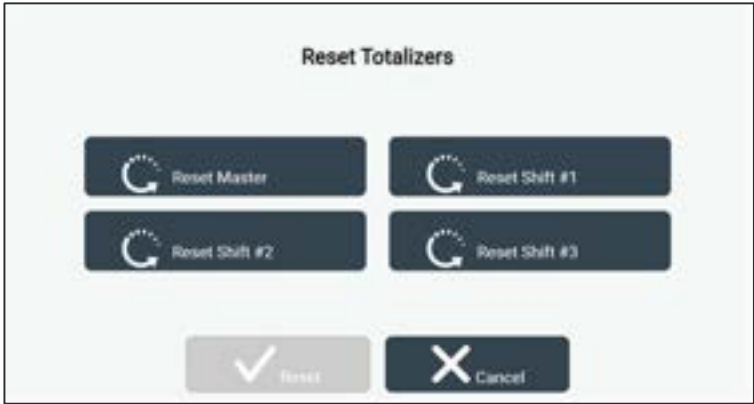 Reset Totalizers
Reset Master
Reset Shift #1
Reset Shift #2
Reset Shift #3
Reset
Cancel